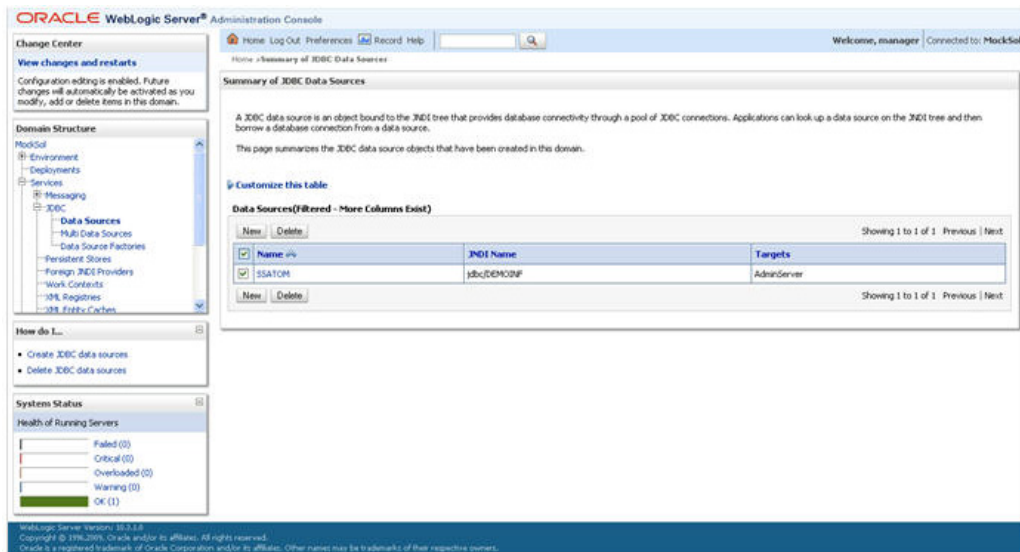 ORACLE WebLogic Server® Administration Console
Change Center
View changes and restarts
Configuration editing is enabled. Future
changes will automatically be activated as you
modify, add or delete items in this domain.
Domain Structure
MockSol
Environment
Deployments
Services
Messaging
JDBC
Data Sources
Multi Data Sources
Data Source Factories
Persistent Stores
Foreign JNDI Providers
Work Contexts
XML Registries
XML Entity Caches
How do I...
Create JDBC data sources
Delete JDBC data sources
System Status
Health of Running Servers
Failed (0)
Critical (0)
Overloaded (0)
Warning (0)
OK (1)
Home Log Out Preferences Record Help
Welcome, manager Connected to: MockSol
Home >Summary of JDBC Data Sources
Summary of JDBC Data Sources
A JDBC data source is an object bound to the JNDI tree that provides database connectivity through a pool of JDBC connections. Applications can look up a data source on the JNDI tree and then
borrow a database connection from a data source.
This page summarizes the JDBC data source objects that have been created in this domain.
Customize this table
Data Sources(Filtered - More Columns Exist)
New Delete Showing 1 to 1 of 1 Previous | Next
Name JNDI Name Targets
SSATOM jdbc/DEMOINF AdminServer
New Delete Showing 1 to 1 of 1 Previous | Next
WebLogic Server Version: 10.3.1.0
Copyright © 1996,2009, Oracle and/or its affiliates. All rights reserved.
Oracle is a registered trademark of Oracle Corporation and/or its affiliates. Other names may be trademarks of their respective owners.